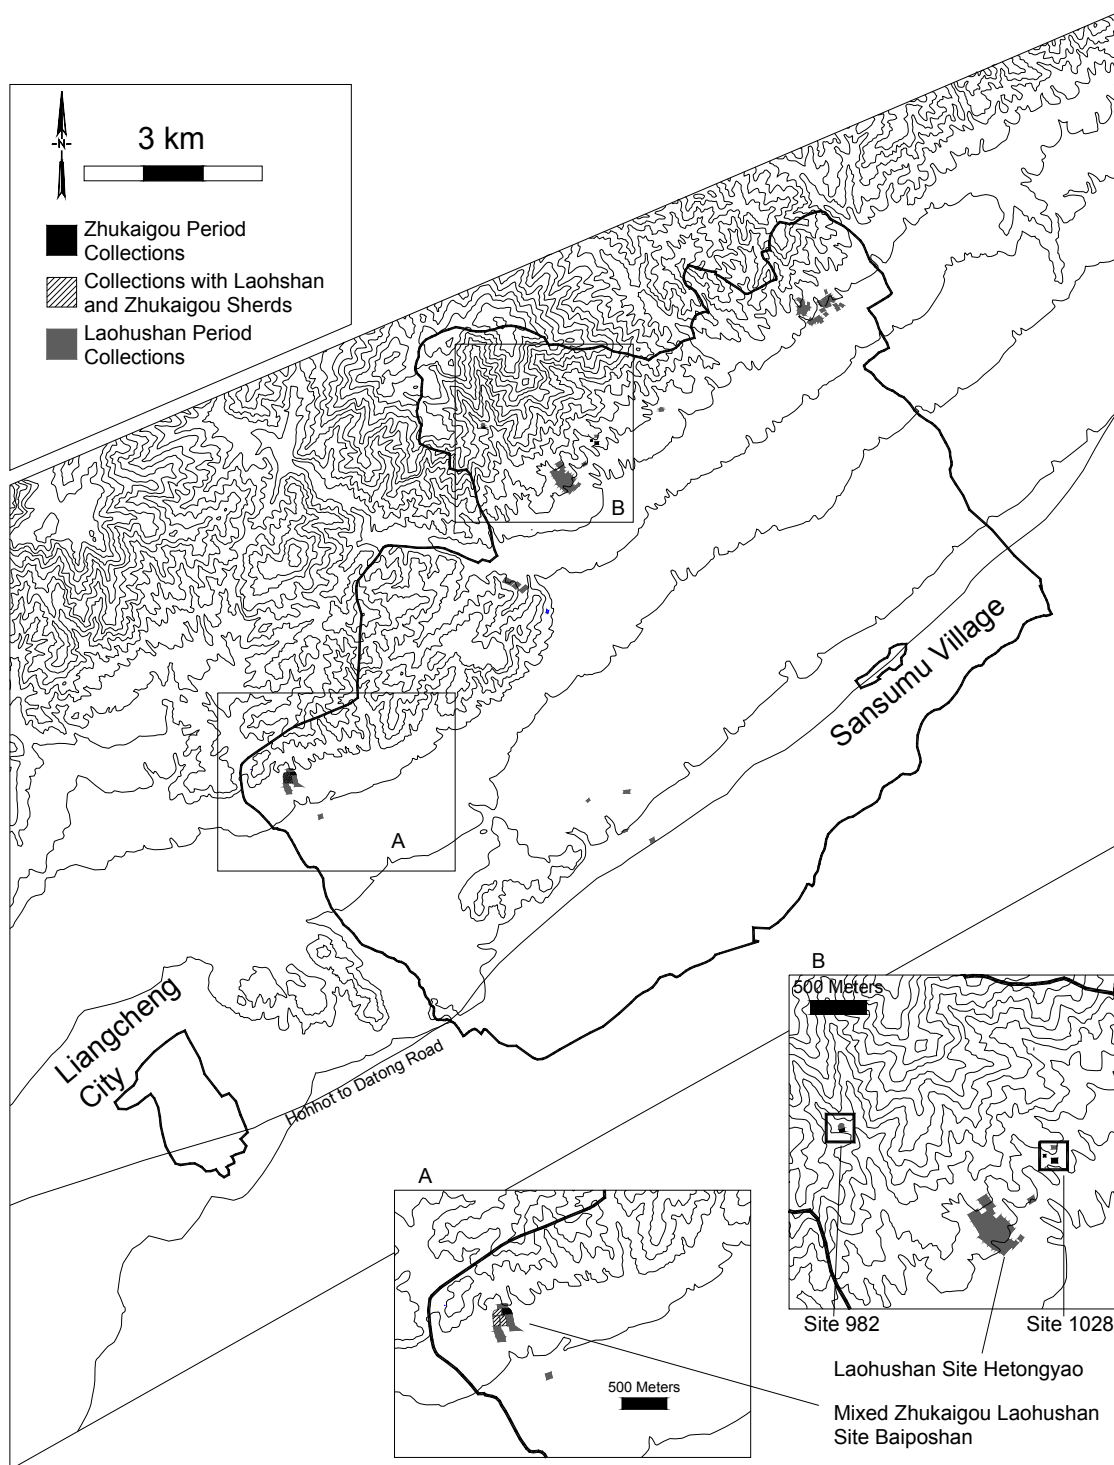 N
3 km
Zhukaigou Period
Collections
Collections with Laohshan
and Zhukaigou Sherds
Laohushan Period
Collections
B
A
Sansumu Village
Liangcheng
City
Hohhot to Datong Road
B
500 Meters
Site 982
Site 1028
Laohushan Site Hetongyao
A
500 Meters
Mixed Zhukaigou Laohushan
Site Baiposhan